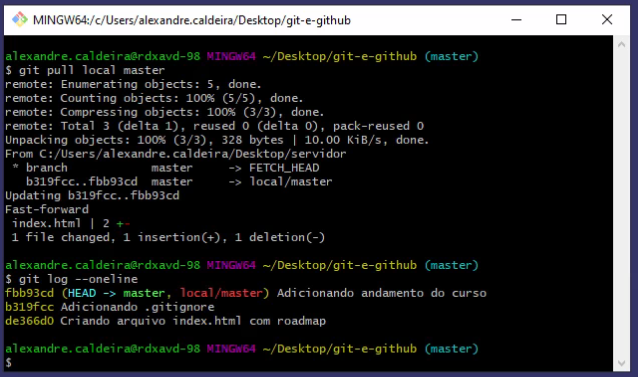 MINGW64:/c/Users/alexandre.caldeira/Desktop/git-e-github
alexandre.caldeira@rdxavd-98 MINGW64 ~/Desktop/git-e-github (master)
$ git pull local master
remote: Enumerating objects: 5, done.
remote: Counting objects: 100% (5/5), done.
remote: Compressing objects: 100% (3/3), done.
remote: Total 3 (delta 1), reused 0 (delta 0), pack-reused 0
Unpacking objects: 100% (3/3), 328 bytes | 10.00 KiB/s, done.
From C:/Users/alexandre.caldeira/Desktop/servidor
 * branch            master     -> FETCH_HEAD
   b319fcc..fbb93cd  master     -> local/master
Updating b319fcc..fbb93cd
Fast-forward
 index.html | 2 +-
 1 file changed, 1 insertion(+), 1 deletion(-)
alexandre.caldeira@rdxavd-98 MINGW64 ~/Desktop/git-e-github (master)
$ git log --oneline
fbb93cd (HEAD -> master, local/master) Adicionando andamento do curso
b319fcc Adicionando .gitignore
de366d0 Criando arquivo index.html com roadmap
alexandre.caldeira@rdxavd-98 MINGW64 ~/Desktop/git-e-github (master)
$